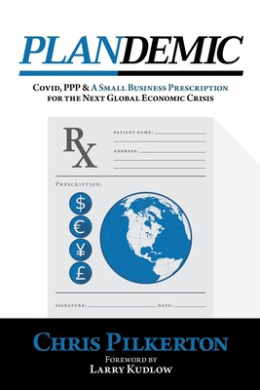 PLANDEMIC
COVID, PPP & A SMALL BUSINESS PRESCRIPTION
FOR THE NEXT GLOBAL ECONOMIC CRISIS
Rx
PATIENT NAME:
ADDRESS:
PRESCRIPTION:
$
€
¥
£
SIGNATURE:
DATE:
CHRIS PILKERTON
FOREWORD BY
LARRY KUDLOW